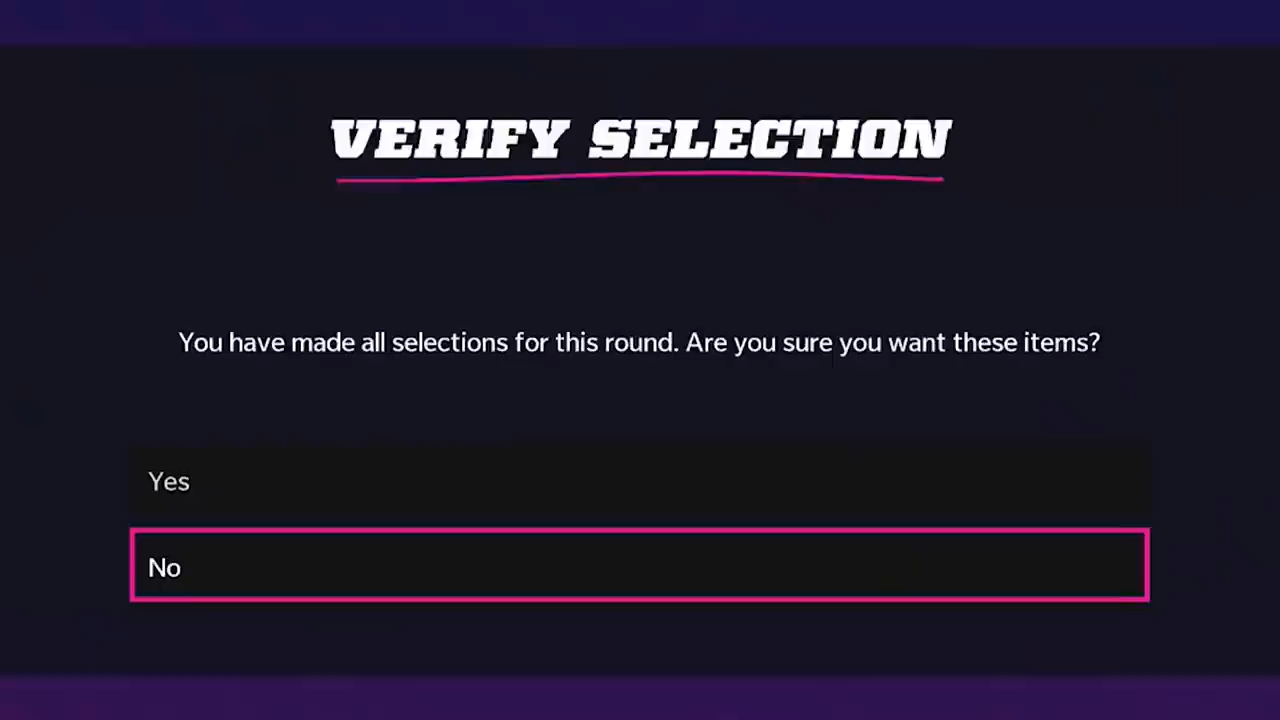 VERIFY SELECTION
You have made all selections for this round. Are you sure you want these items?
Yes
No